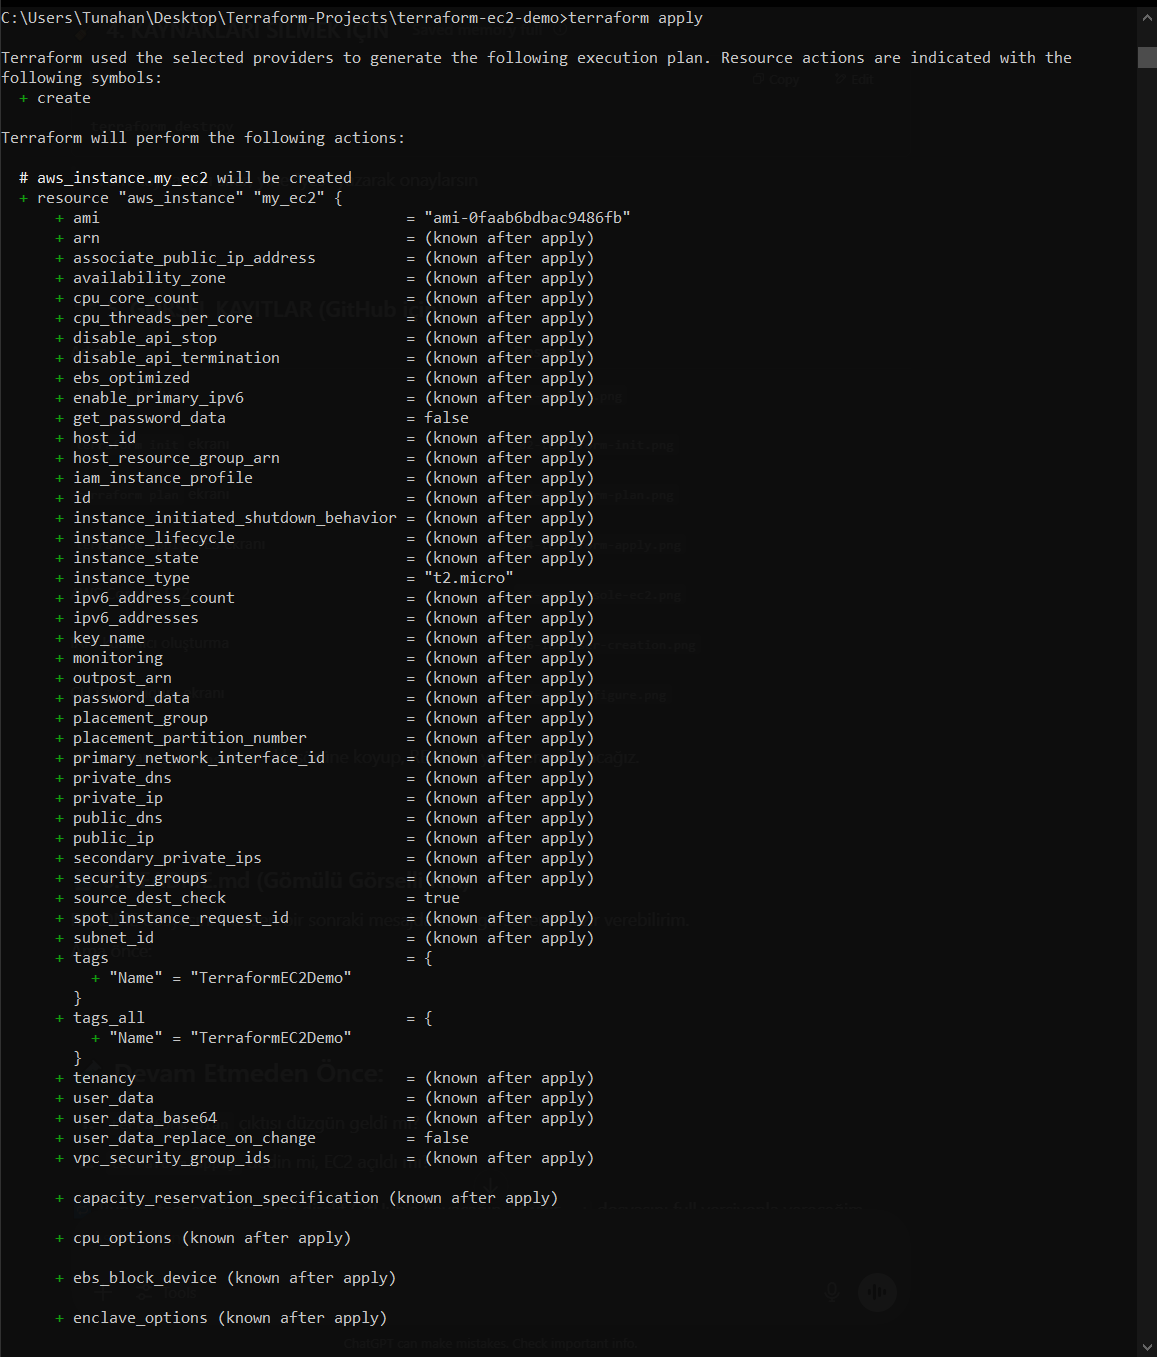 C:\Users\Tunahan\Desktop\Terraform-Projects\terraform-ec2-demo>terraform apply
Terraform used the selected providers to generate the following execution plan. Resource actions are indicated with the
following symbols:
  + create
Terraform will perform the following actions:
  # aws_instance.my_ec2 will be created
  + resource "aws_instance" "my_ec2" {
      + ami                                  = "ami-0faab6bdbac9486fb"
      + arn                                  = (known after apply)
      + associate_public_ip_address          = (known after apply)
      + availability_zone                    = (known after apply)
      + cpu_core_count                       = (known after apply)
      + cpu_threads_per_core                 = (known after apply)
      + disable_api_stop                     = (known after apply)
      + disable_api_termination              = (known after apply)
      + ebs_optimized                        = (known after apply)
      + enable_primary_ipv6                  = (known after apply)
      + get_password_data                    = false
      + host_id                              = (known after apply)
      + host_resource_group_arn              = (known after apply)
      + iam_instance_profile                 = (known after apply)
      + id                                   = (known after apply)
      + instance_initiated_shutdown_behavior = (known after apply)
      + instance_lifecycle                   = (known after apply)
      + instance_state                       = (known after apply)
      + instance_type                        = "t2.micro"
      + ipv6_address_count                   = (known after apply)
      + ipv6_addresses                       = (known after apply)
      + key_name                             = (known after apply)
      + monitoring                           = (known after apply)
      + outpost_arn                          = (known after apply)
      + password_data                        = (known after apply)
      + placement_group                      = (known after apply)
      + placement_partition_number           = (known after apply)
      + primary_network_interface_id         = (known after apply)
      + private_dns                          = (known after apply)
      + private_ip                           = (known after apply)
      + public_dns                           = (known after apply)
      + public_ip                            = (known after apply)
      + secondary_private_ips                = (known after apply)
      + security_groups                      = (known after apply)
      + source_dest_check                    = true
      + spot_instance_request_id             = (known after apply)
      + subnet_id                            = (known after apply)
      + tags                                 = {
          + "Name" = "TerraformEC2Demo"
        }
      + tags_all                             = {
          + "Name" = "TerraformEC2Demo"
        }
      + tenancy                              = (known after apply)
      + user_data                            = (known after apply)
      + user_data_base64                     = (known after apply)
      + user_data_replace_on_change          = false
      + vpc_security_group_ids               = (known after apply)
      + capacity_reservation_specification (known after apply)
      + cpu_options (known after apply)
      + ebs_block_device (known after apply)
      + enclave_options (known after apply)